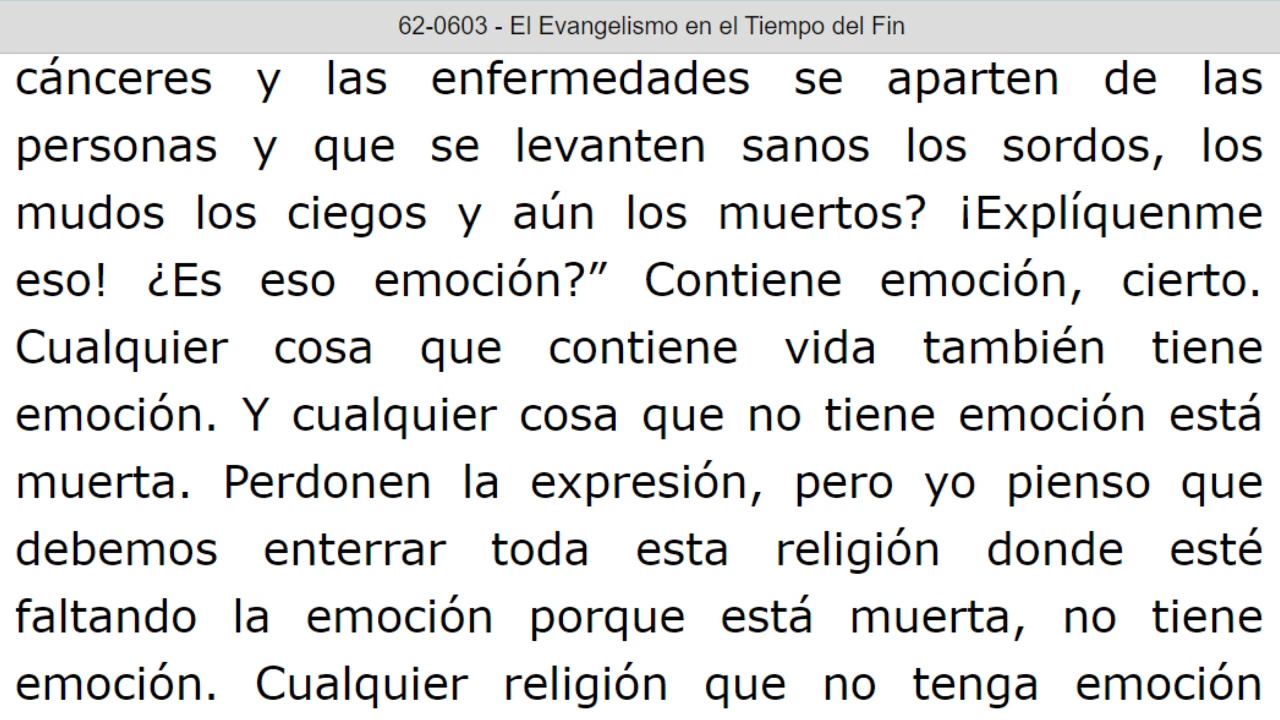 62-0603 - El Evangelismo en el Tiempo del Fin
cánceres y las enfermedades se aparten de las
personas y que se levanten sanos los sordos, los
mudos los ciegos y aún los muertos? ¡Explíquenme
eso! ¿Es eso emoción?” Contiene emoción, cierto.
Cualquier cosa que contiene vida también tiene
emoción. Y cualquier cosa que no tiene emoción está
muerta. Perdonen la expresión, pero yo pienso que
debemos enterrar toda esta religión donde esté
faltando la emoción porque está muerta, no tiene
emoción. Cualquier religión que no tenga emoción